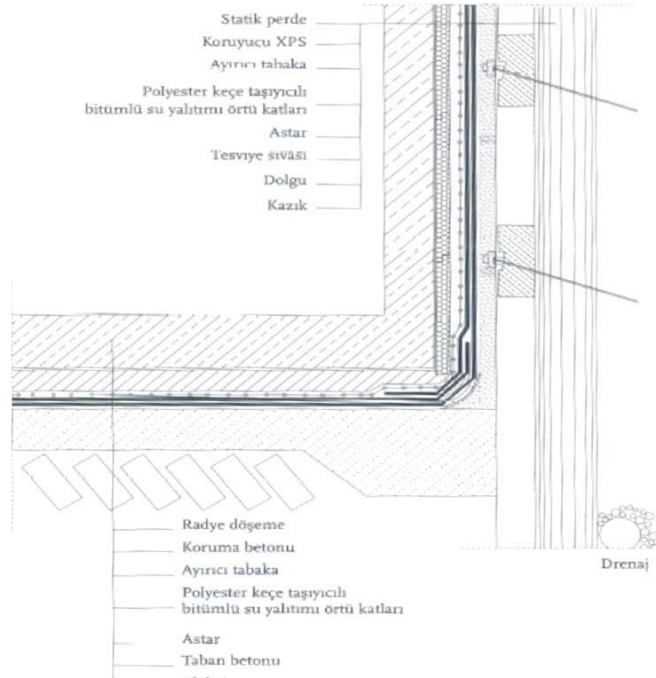 Statik perde
Koruyucu XPS
Ayırıcı tabaka
Polyester keçe taşıyıcılı
bitümlü su yalıtımı örtü katları
Astar
Tesviye sıvası
Dolgu
Kazık
Radye döşeme
Koruma betonu
Ayırıcı tabaka
Polyester keçe taşıyıcılı
bitümlü su yalıtımı örtü katları
Astar
Taban betonu
Drenaj